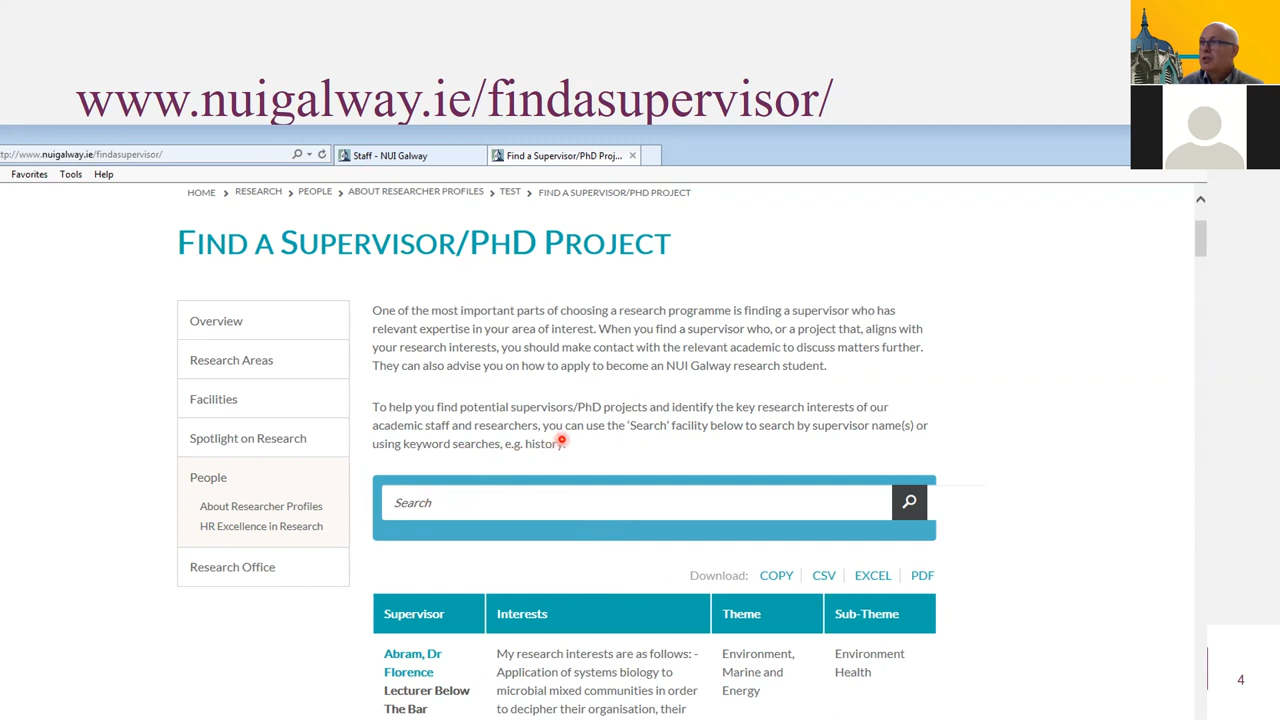 www.nuigalway.ie/findasupervisor/
tp://www.nuigalway.ie/findasupervisor/
Staff - NUI Galway
Find a Supervisor/PhD Proj...
Favorites Tools Help
HOME RESEARCH PEOPLE ABOUT RESEARCHER PROFILES TEST FIND A SUPERVISOR/PHD PROJECT
FIND A SUPERVISOR/PHD PROJECT
Overview
Research Areas
Facilities
Spotlight on Research
People
About Researcher Profiles
HR Excellence in Research
Research Office
One of the most important parts of choosing a research programme is finding a supervisor who has
relevant expertise in your area of interest. When you find a supervisor who, or a project that, aligns with
your research interests, you should make contact with the relevant academic to discuss matters further.
They can also advise you on how to apply to become an NUI Galway research student.
To help you find potential supervisors/PhD projects and identify the key research interests of our
academic staff and researchers, you can use the ‘Search’ facility below to search by supervisor name(s) or
using keyword searches, e.g. history.
Search
Download: COPY CSV EXCEL PDF
Supervisor Interests Theme Sub-Theme
Abram, Dr
Florence
Lecturer Below
The Bar
My research interests are as follows: -
Application of systems biology to
microbial mixed communities in order
to decipher their organisation, their
Environment,
Marine and
Energy
Environment
Health
4